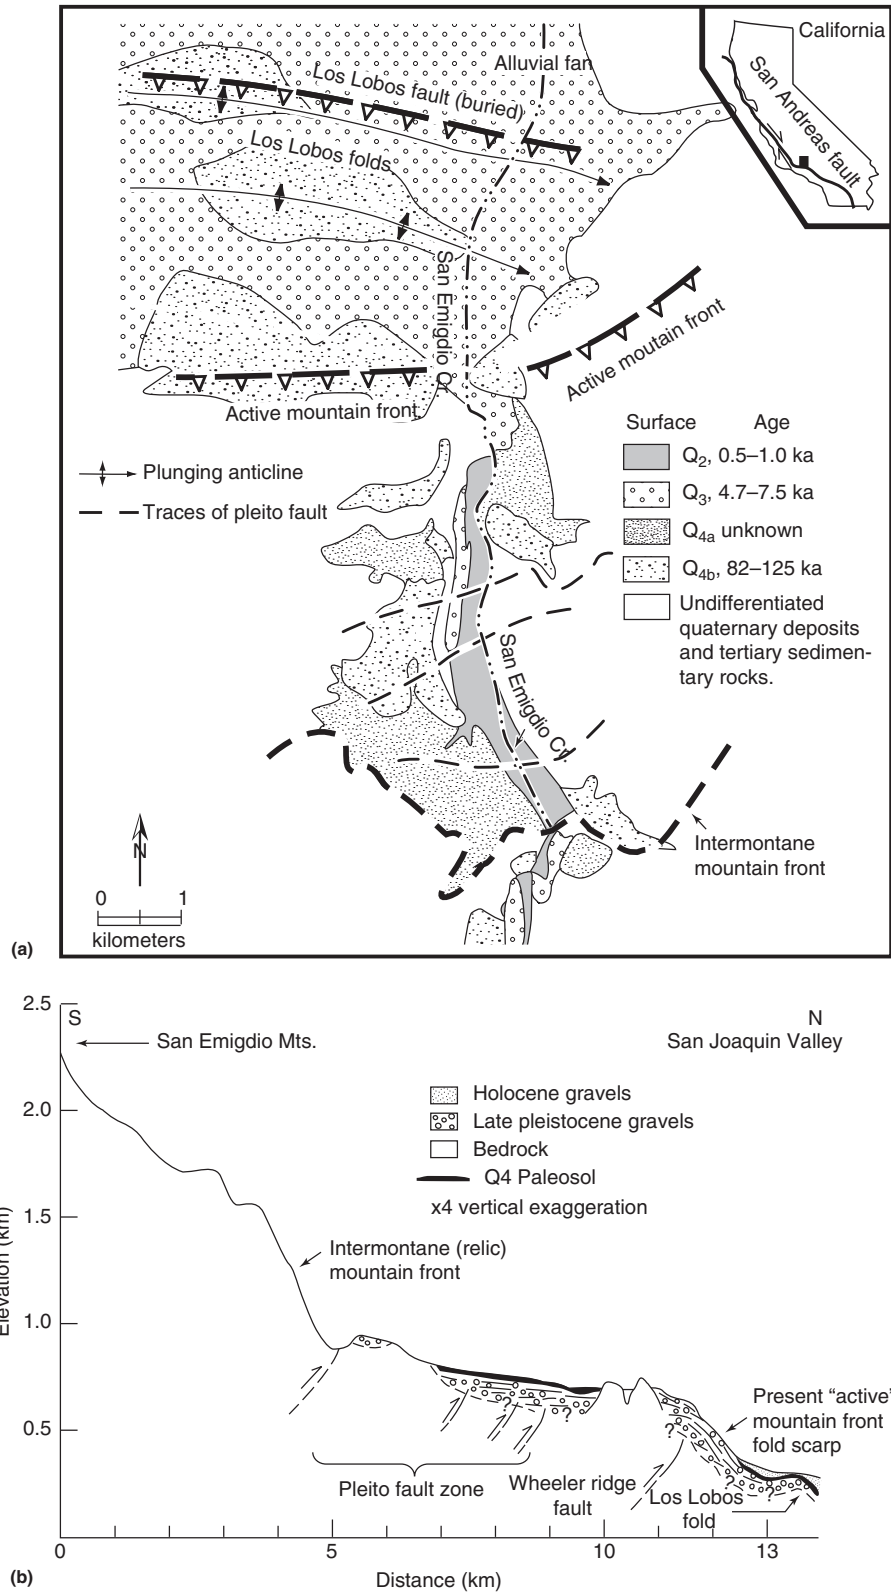 California
San Andreas fault
Alluvial fan
Los Lobos fault (buried)
Los Lobos folds
San Emigdio Cr.
Active moutain front
Active mountain front
Surface Age
Q2, 0.5–1.0 ka
Q3, 4.7–7.5 ka
Q4a unknown
Q4b, 82–125 ka
Undifferentiated
quaternary deposits
and tertiary sedimen-
tary rocks.
Plunging anticline
Traces of pleito fault
San Emigdio Cr.
Intermontane
mountain front
N
0 1
kilometers
(a)
2.5
S N
San Emigdio Mts. San Joaquin Valley
Holocene gravels
2.0
Late pleistocene gravels
Bedrock
Q4 Paleosol
x4 vertical exaggeration
1.5
Intermontane (relic)
mountain front
Elevation (km)
1.0
Present “active”
mountain front
fold scarp
0.5
? ? ? ? ?
Pleito fault zone
Wheeler ridge
fault
Los Lobos
fold
0 5 10 13
Distance (km)
(b)